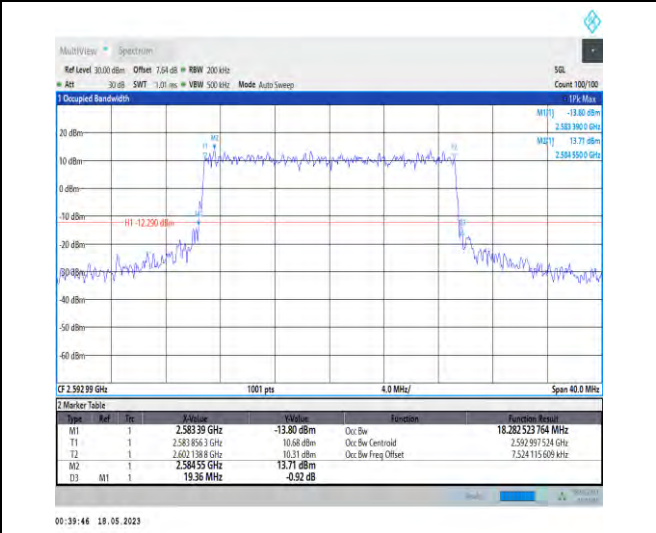 MultiView Spectrum
Ref Level 30.00 dBm Offset 7.64 dB RBW 200 kHz SGL
Att 30 dB SWT 1.01 ms VBW 500 kHz Mode Auto Sweep Count 100/100
1 Occupied Bandwidth 1Pk Max
M1[1] -13.80 dBm
2.583 390 0 GHz
M2[1] 13.71 dBm
2.584 550 0 GHz
20 dBm
M2
T1
T2
10 dBm
0 dBm
-10 dBm
H1 -12.290 dBm
-20 dBm
-30 dBm
-40 dBm
-50 dBm
-60 dBm
CF 2.592 99 GHz 1001 pts 4.0 MHz/ Span 40.0 MHz
2 Marker Table
Type Ref Trc X-Value Y-Value Function Function Result
M1 1 2.583 39 GHz -13.80 dBm Occ Bw 18.282 523 764 MHz
T1 1 2.583 856 3 GHz 10.68 dBm Occ Bw Centroid 2.592 997 524 GHz
T2 1 2.602 138 8 GHz 10.31 dBm Occ Bw Freq Offset 7.524 115 609 kHz
M2 1 2.584 55 GHz 13.71 dBm
D3 M1 1 19.36 MHz -0.92 dB
00:39:46 18.05.2023